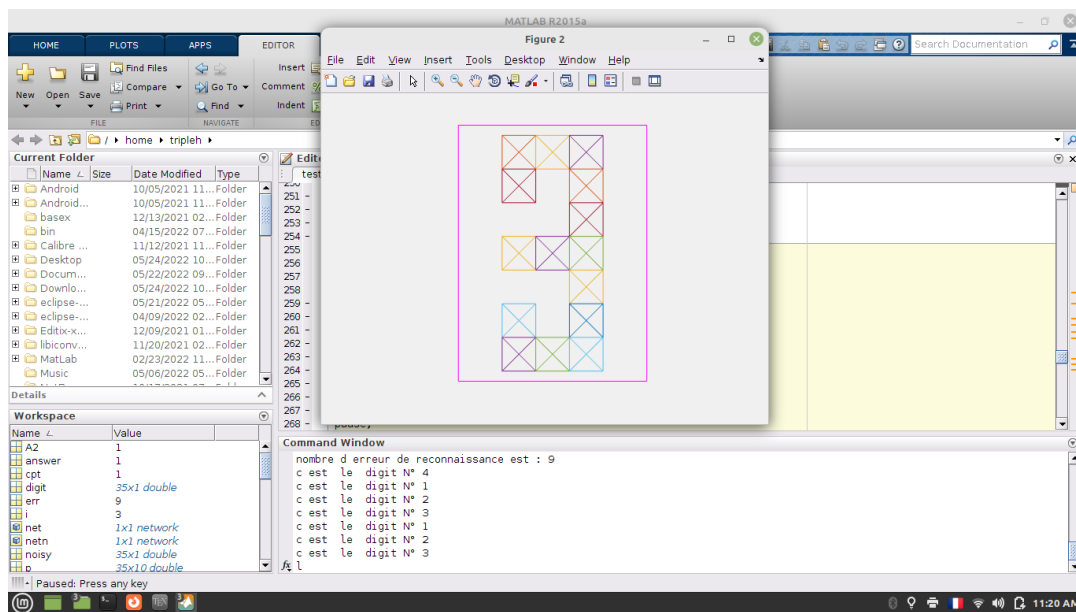 MATLAB R2015a
HOME PLOTS APPS EDITOR
Search Documentation
Figure 2
File Edit View Insert Tools Desktop Window Help
New Open Save
Find Files
Compare
Print
Go To
Find
Insert
Comment
Indent
FILE NAVIGATE
/ home tripleh
Current Folder
Name Size Date Modified Type
Android 10/05/2021 11... Folder
Android... 10/05/2021 11... Folder
basex 12/13/2021 02... Folder
bin 04/15/2022 07... Folder
Calibre ... 11/12/2021 11... Folder
Desktop 05/24/2022 10... Folder
Docum... 05/22/2022 09... Folder
Downlo... 05/24/2022 10... Folder
eclipse-... 05/21/2022 05... Folder
eclipse-... 04/09/2022 02... Folder
Editix-x... 12/09/2021 01... Folder
libiconv... 11/20/2021 02... Folder
MatLab 02/23/2022 11... Folder
Music 05/06/2022 05... Folder
Details
Workspace
Name Value
A2 1
answer 1
cpt 1
digit 35x1 double
err 9
i 3
net 1x1 network
netn 1x1 network
noisy 35x1 double
p 35x10 double
251 -
252 -
253 -
254 -
255
256
257
258
259 -
260 -
261 -
262 -
263 -
264 -
265 -
266 -
267 -
268 - pause;
Command Window
nombre d erreur de reconnaissance est : 9
c est le digit N° 4
c est le digit N° 1
c est le digit N° 2
c est le digit N° 3
c est le digit N° 1
c est le digit N° 2
c est le digit N° 3
fx l
Paused: Press any key
11:20 AM